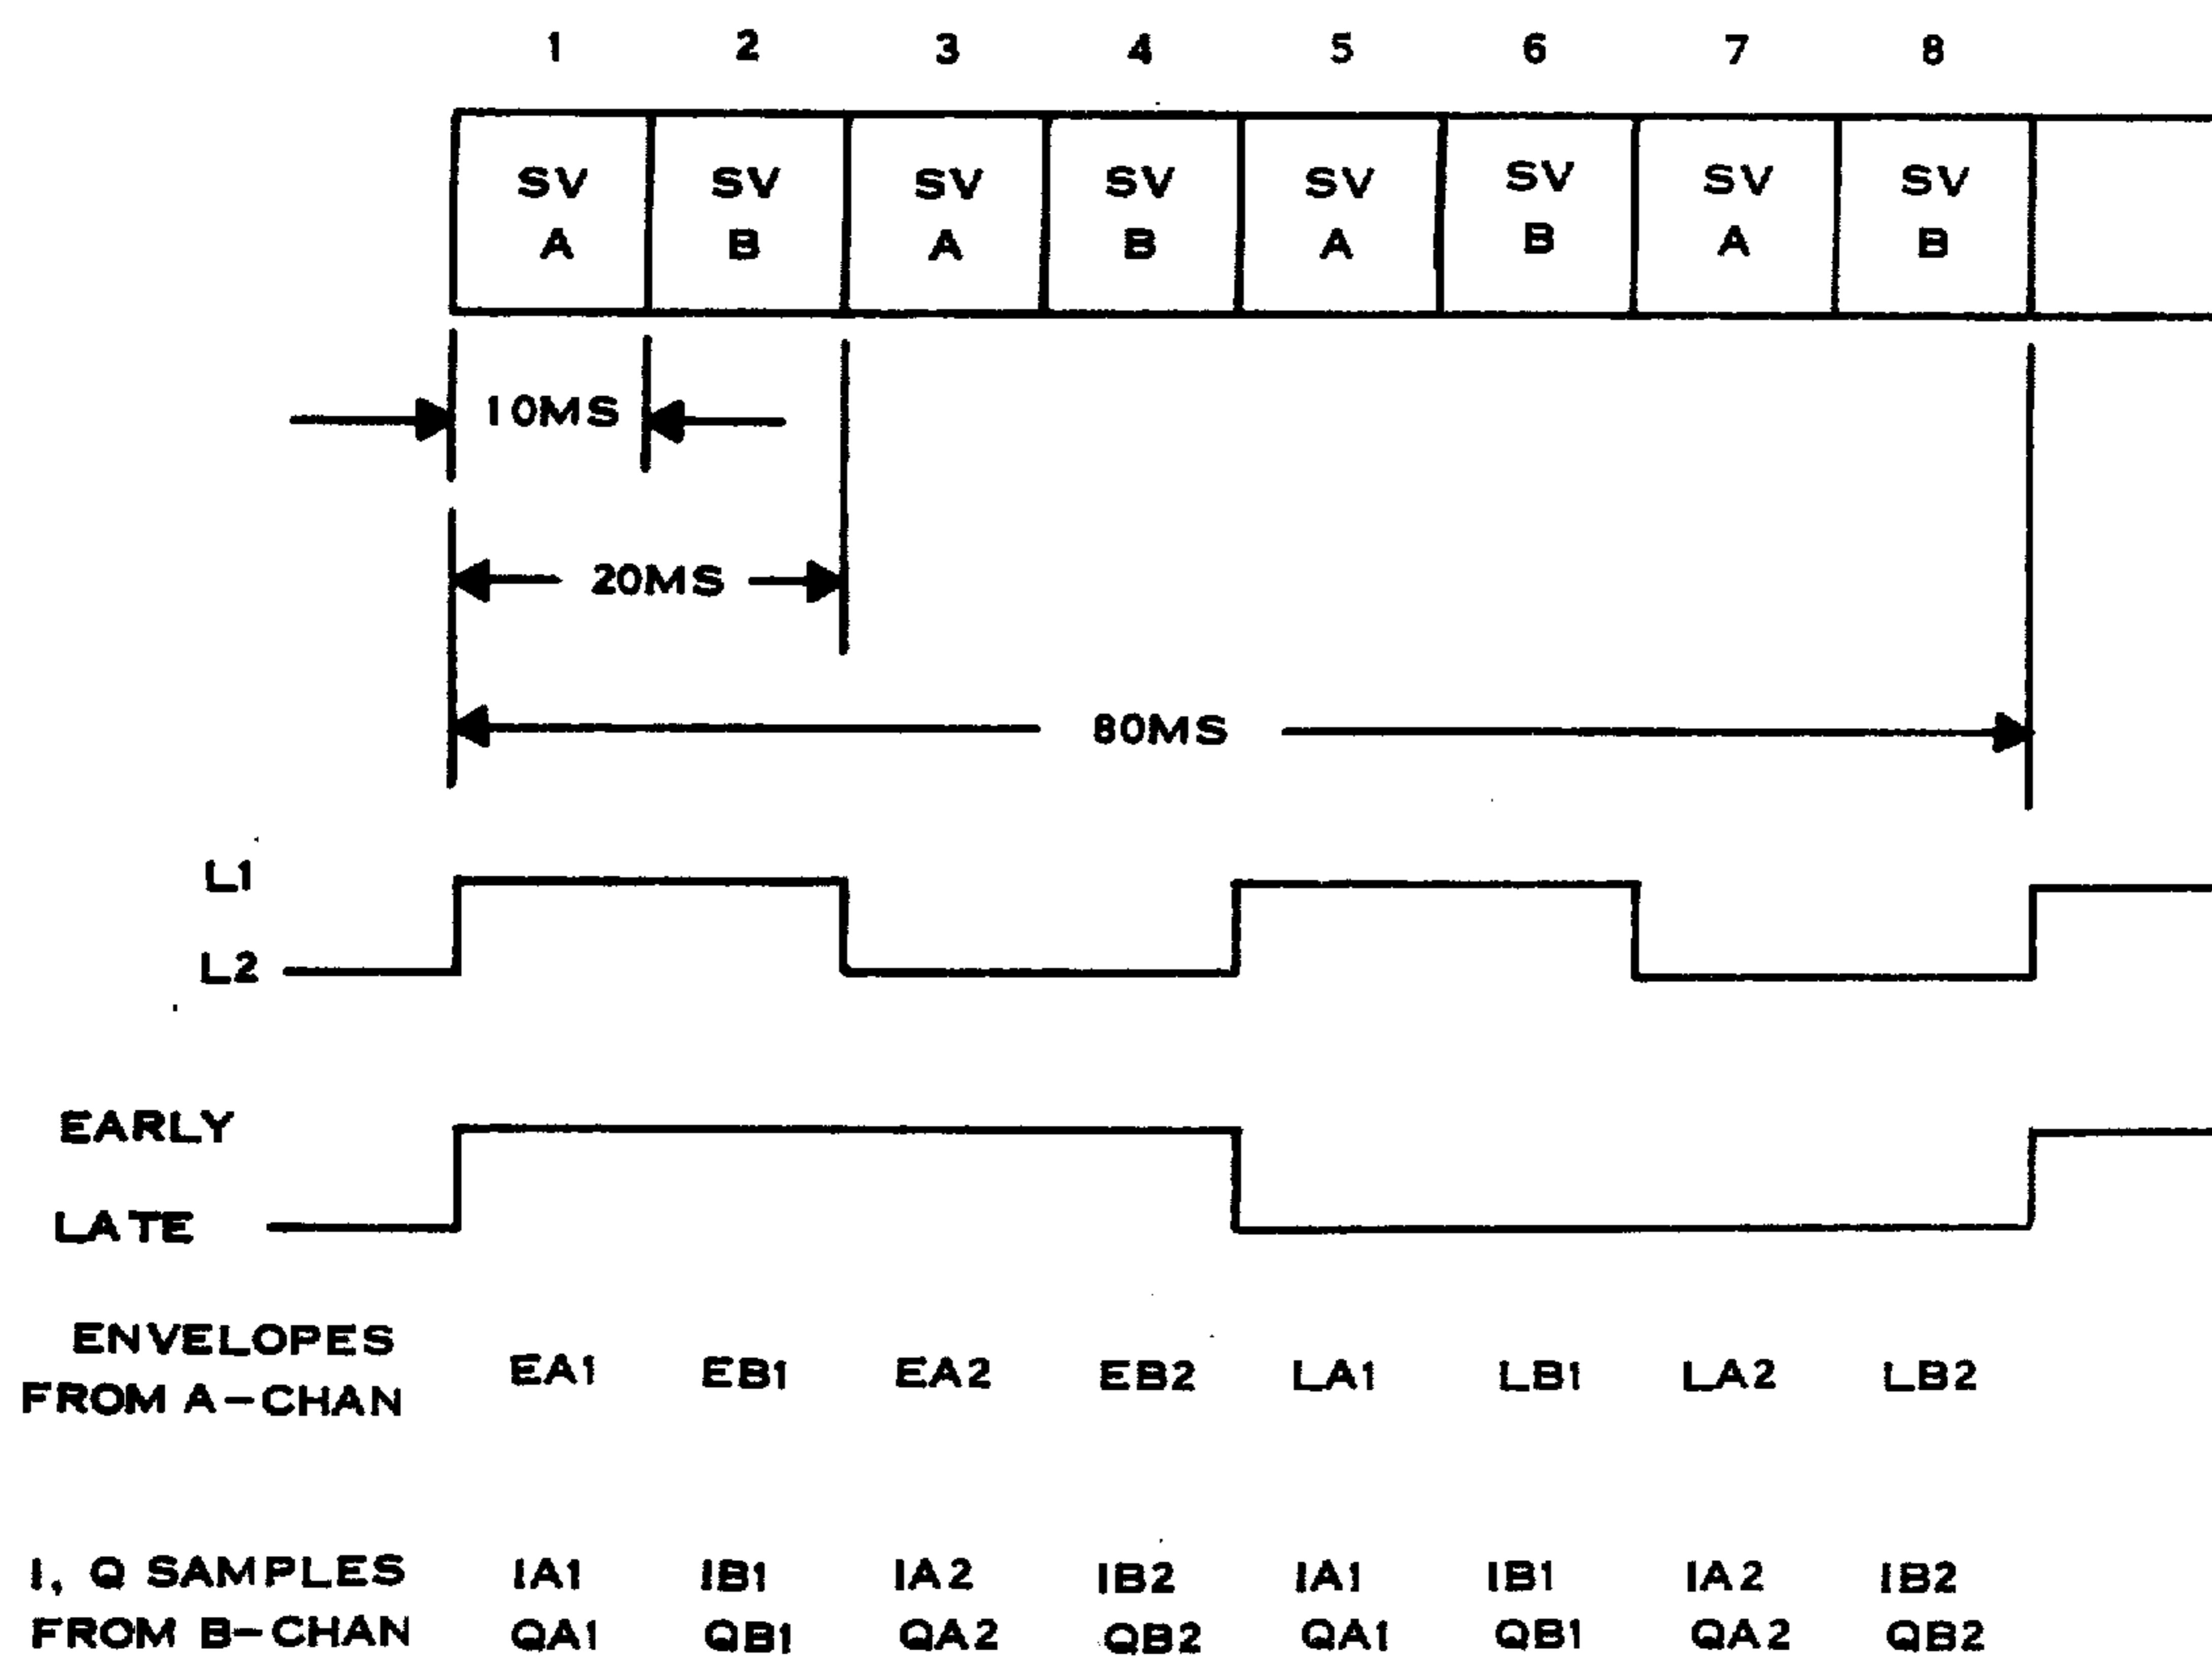 1 2 3 4 5 6 7 8
SV SV SV SV SV SV SV SV
A B A B A B A B
10MS
20MS
80MS
L1
L2
EARLY
LATE
ENVELOPES
FROM A-CHAN
EA1 EB1 EA2 EB2 LA1 LB1 LA2 LB2
I, Q SAMPLES IA1 IB1 IA2 IB2 IA1 IB1 IA2 IB2
FROM B-CHAN QA1 QB1 QA2 QB2 QA1 QB1 QA2 QB2